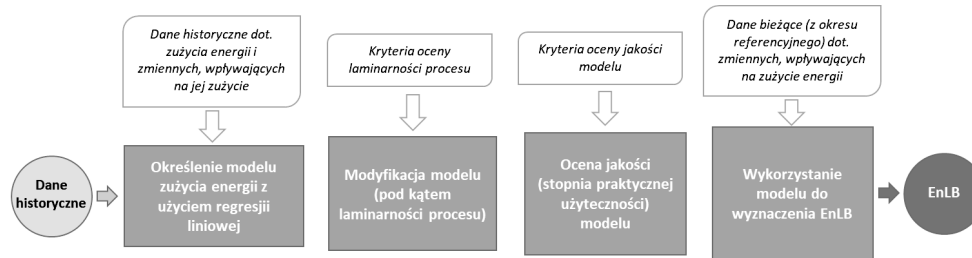 Dane historyczne dot.
zużycia energii i
zmiennych, wpływających
na jej zużycie
Kryteria oceny
laminarności procesu
Kryteria oceny jakości
modelu
Dane bieżące (z okresu
referencyjnego) dot.
zmiennych, wpływających
na zużycie energii
Dane
historyczne
Określenie modelu
zużycia energii z
użyciem regresjii
liniowej
Modyfikacja modelu
(pod kątem
laminarności procesu)
Ocena jakości
(stopnia praktycznej
użyteczności)
modelu
Wykorzystanie
modelu do
wyznaczenia EnLB
EnLB